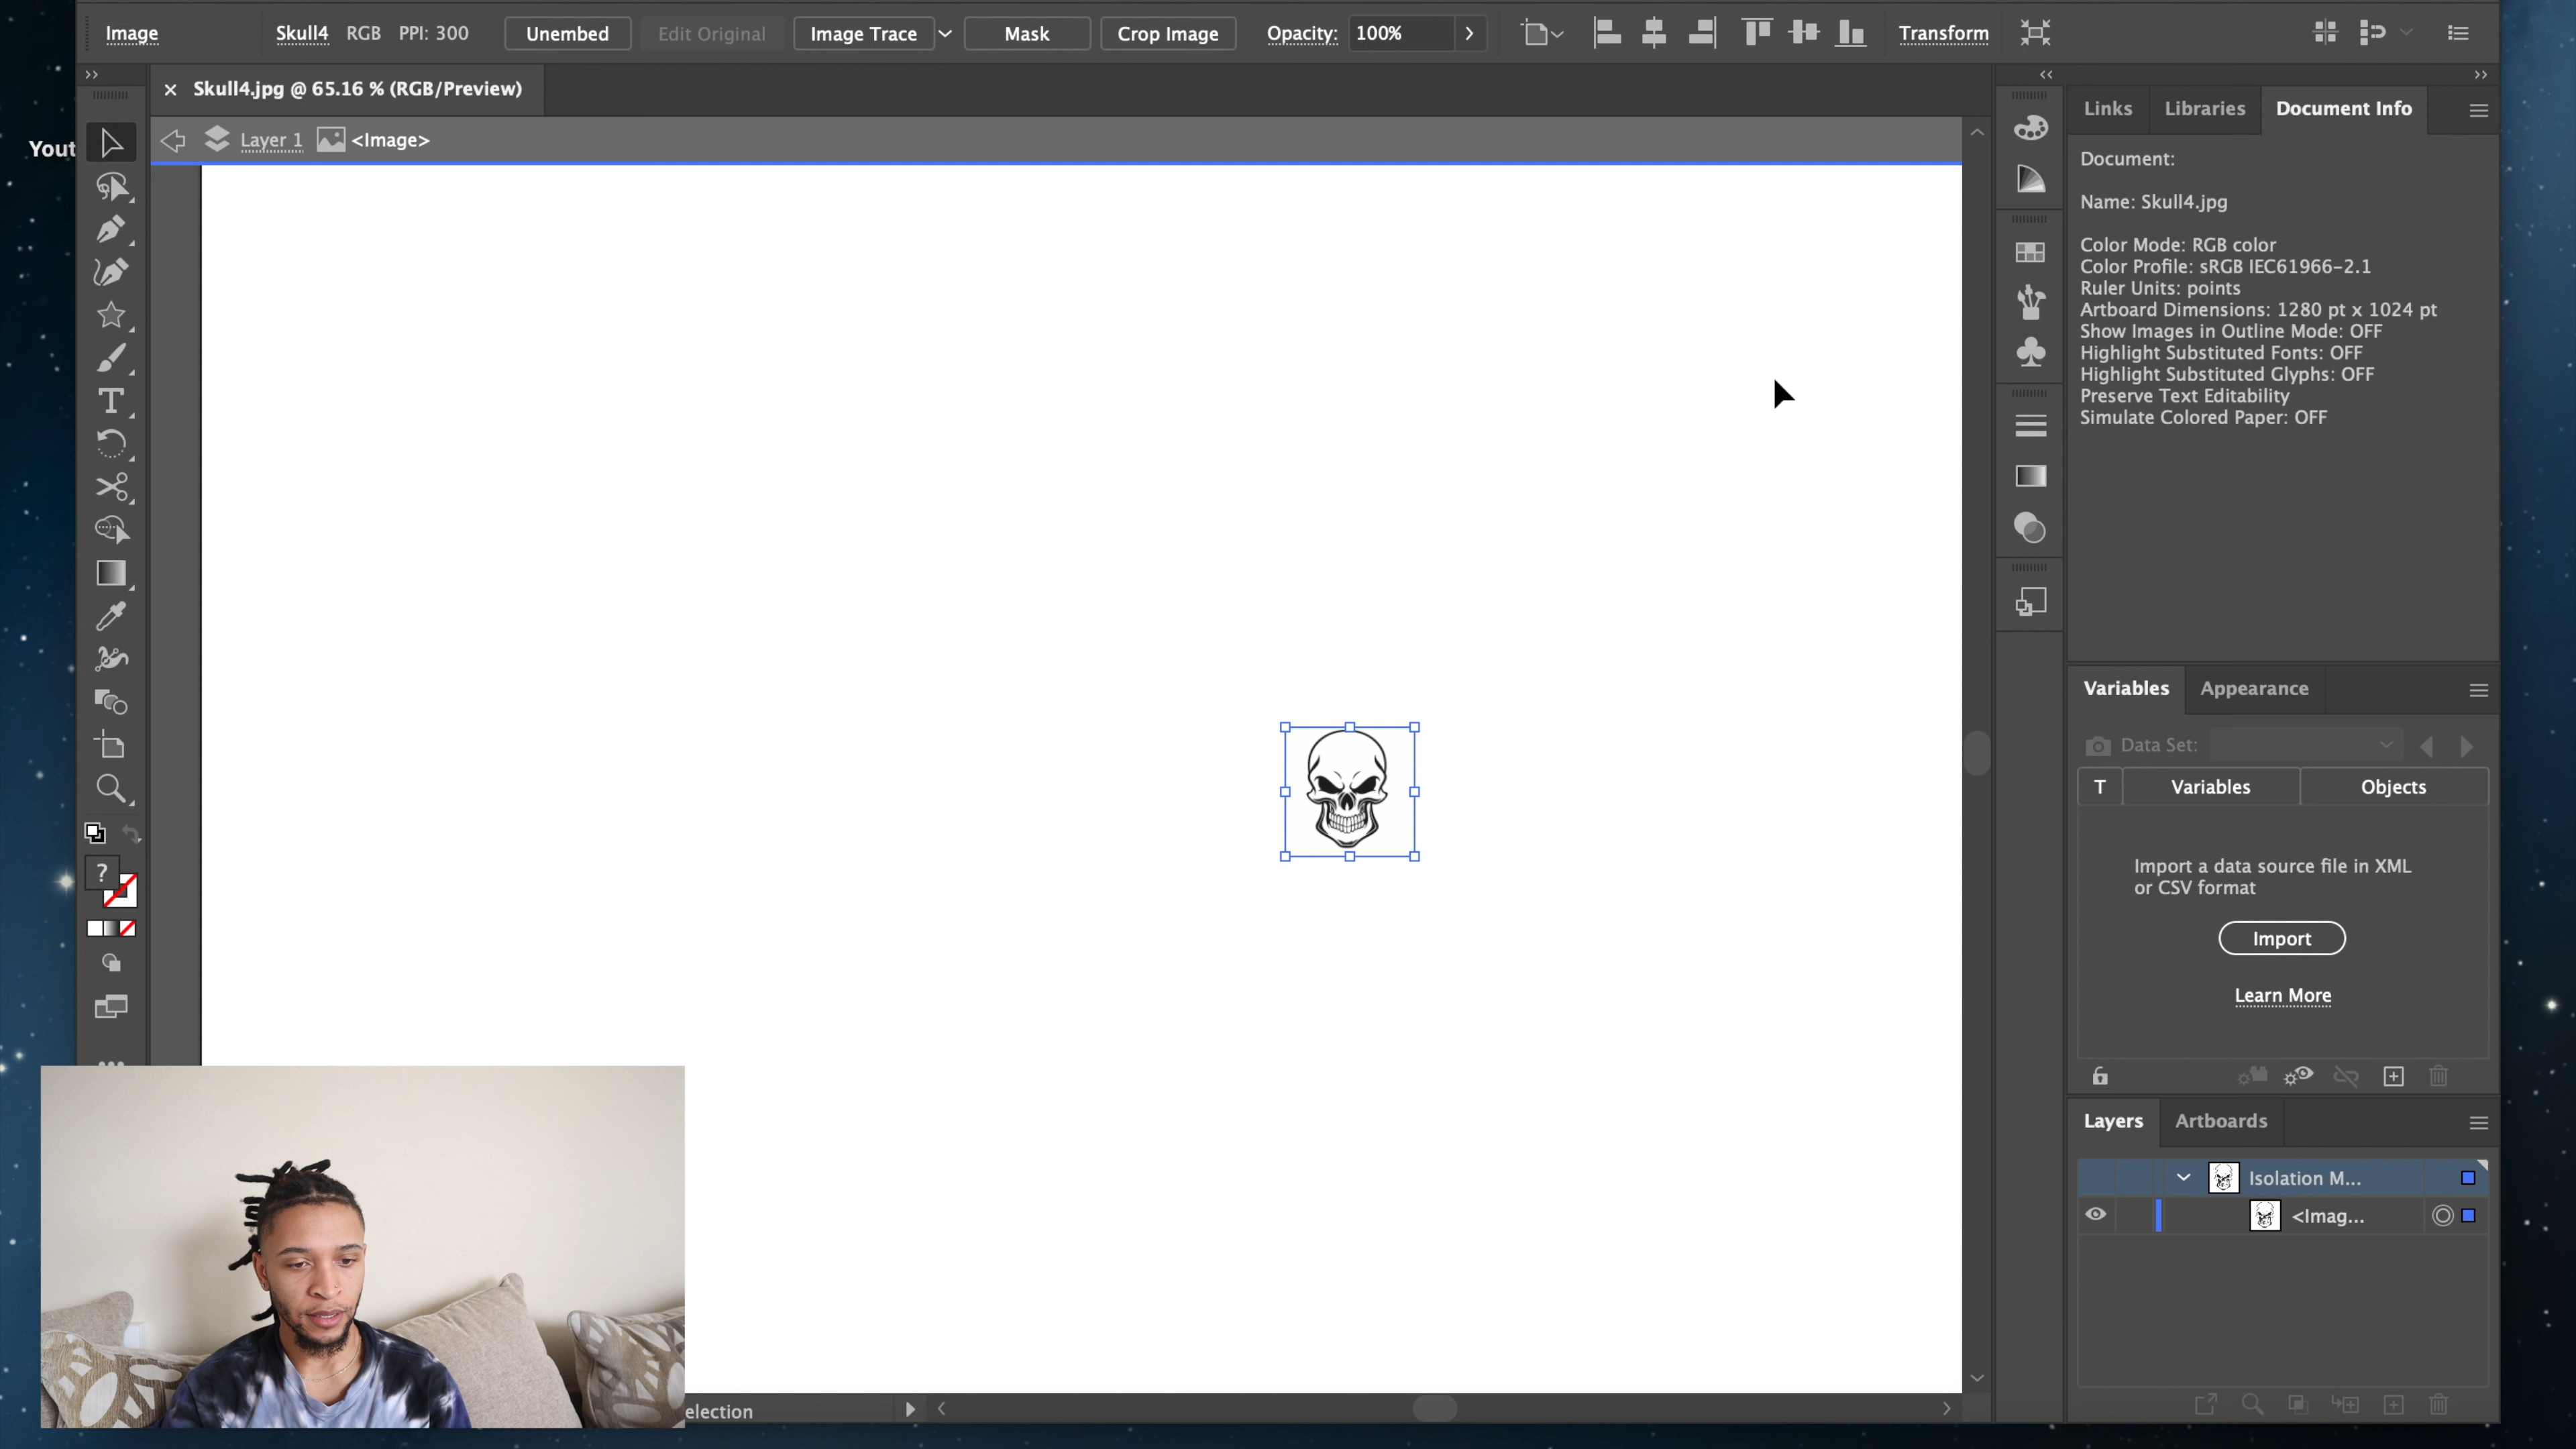 Image Skull4 RGB PPI: 300 Unembed Edit Original Image Trace Mask Crop Image Opacity: 100% Transform
Skull4.jpg @ 65.16 % (RGB/Preview)
Layer 1 <Image>
Yout
T
?
election
Links Libraries Document Info
Document:
Name: Skull4.jpg
Color Mode: RGB color
Color Profile: sRGB IEC61966-2.1
Ruler Units: points
Artboard Dimensions: 1280 pt x 1024 pt
Show Images in Outline Mode: OFF
Highlight Substituted Fonts: OFF
Highlight Substituted Glyphs: OFF
Preserve Text Editability
Simulate Colored Paper: OFF
Variables Appearance
Data Set:
T Variables Objects
Import a data source file in XML
or CSV format
Import
Learn More
Layers Artboards
Isolation M...
<Imag...